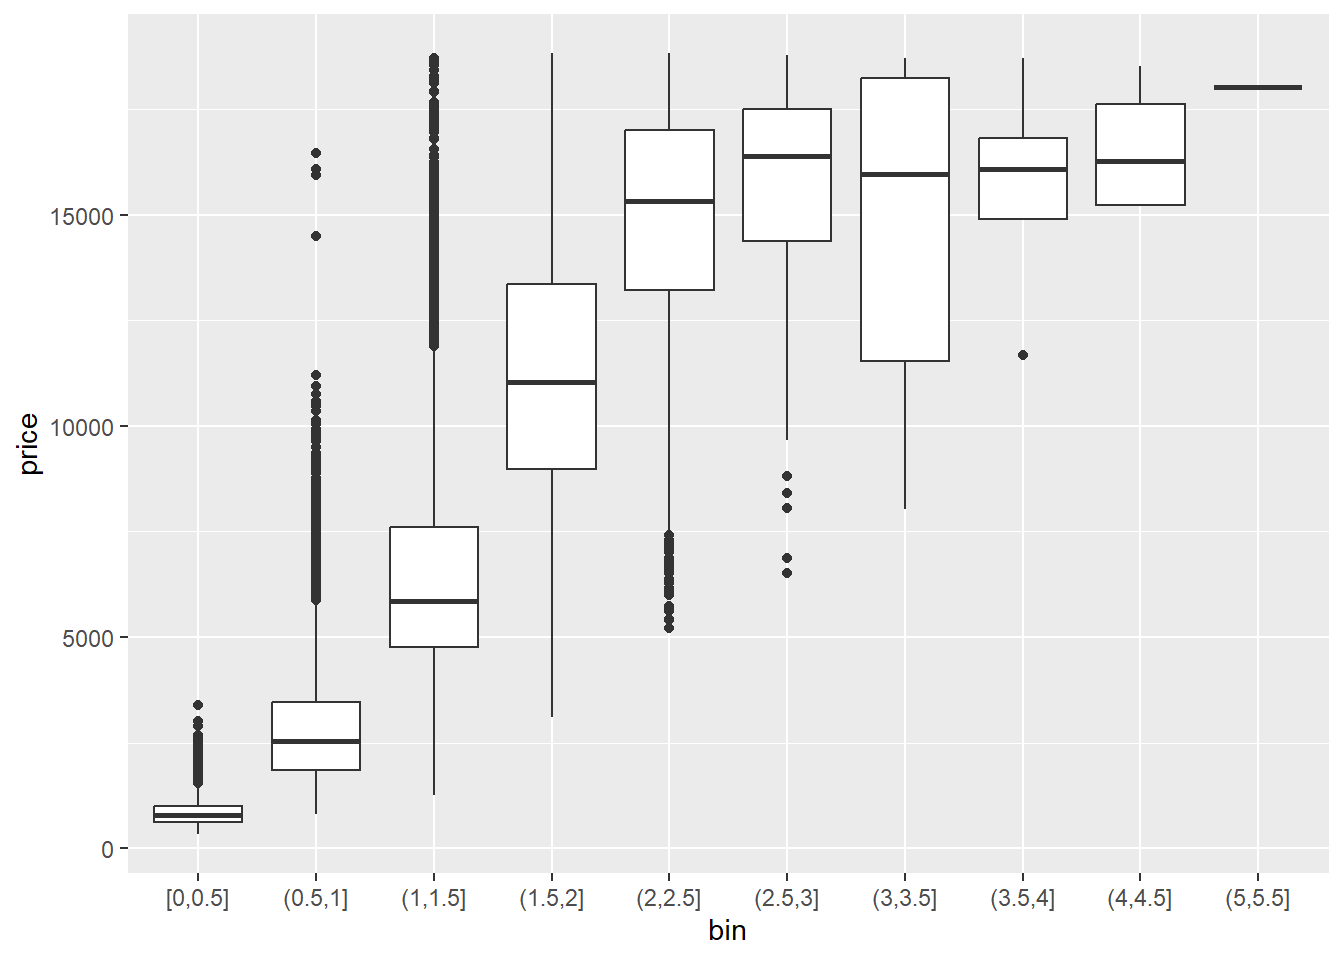 price
15000
10000
5000
0
[0,0.5] (0.5,1] (1,1.5] (1.5,2] (2,2.5] (2.5,3] (3,3.5] (3.5,4] (4,4.5] (5,5.5]
bin